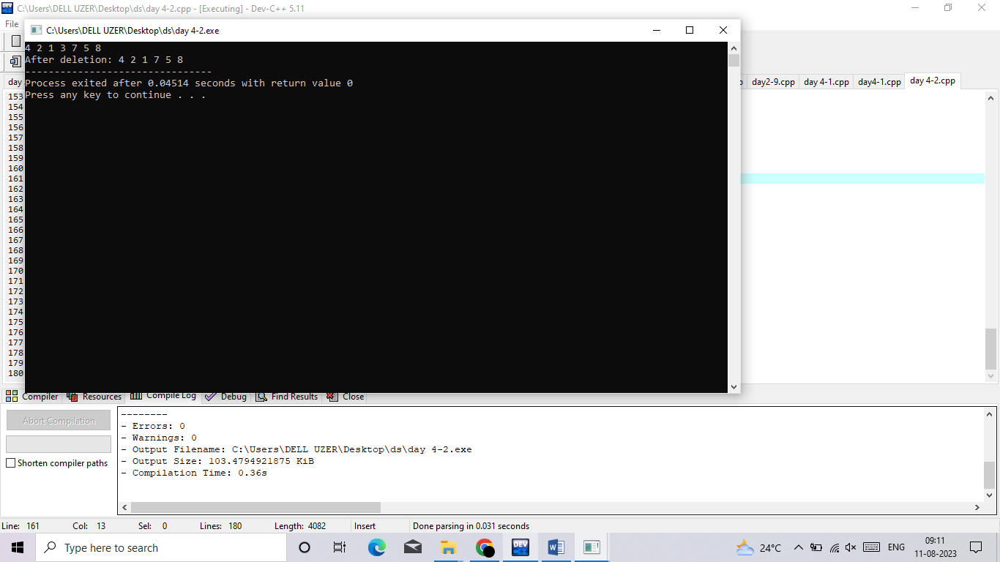 C:\Users\DELL UZER\Desktop\ds\day 4-2.cpp - [Executing] - Dev-C++ 5.11
File
C:\Users\DELL UZER\Desktop\ds\day 4-2.exe
4 2 1 3 7 5 8
After deletion: 4 2 1 7 5 8
--------------------------------
Process exited after 0.04514 seconds with return value 0
Press any key to continue . . .
day
day2-9.cpp
day 4-1.cpp
day4-1.cpp
day 4-2.cpp
153
154
155
156
157
158
159
160
161
162
163
164
165
166
167
168
169
170
171
172
173
174
175
176
177
178
179
180
Compiler
Resources
Compile Log
Debug
Find Results
Close
Abort Compilation
Shorten compiler paths
--------
- Errors: 0
- Warnings: 0
- Output Filename: C:\Users\DELL UZER\Desktop\ds\day 4-2.exe
- Output Size: 103.4794921875 KiB
- Compilation Time: 0.36s
Line: 161 Col: 13 Sel: 0 Lines: 180 Length: 4082 Insert Done parsing in 0.031 seconds
Type here to search
DEV
24°C
ENG
09:11
11-08-2023